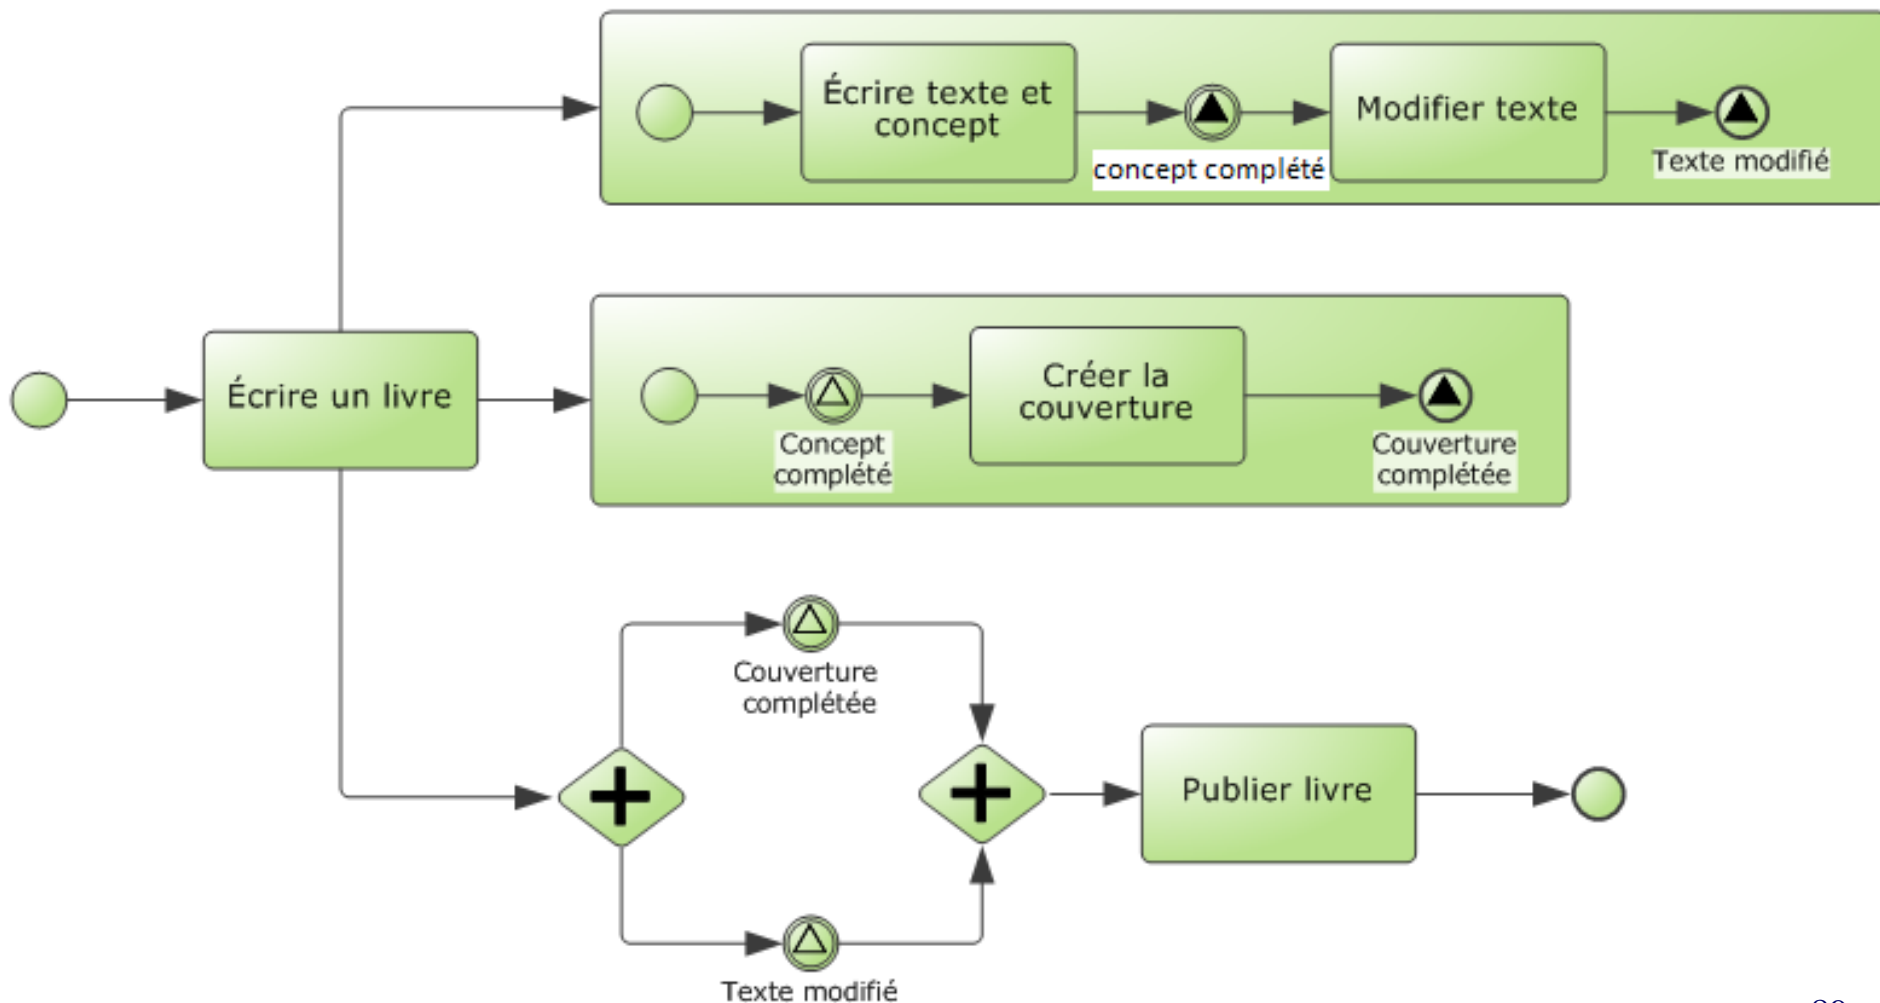 Écrire texte et
concept
concept complété
Modifier texte
Texte modifié
Écrire un livre
Concept
complété
Créer la
couverture
Couverture
complétée
Couverture
complétée
Publier livre
Texte modifié